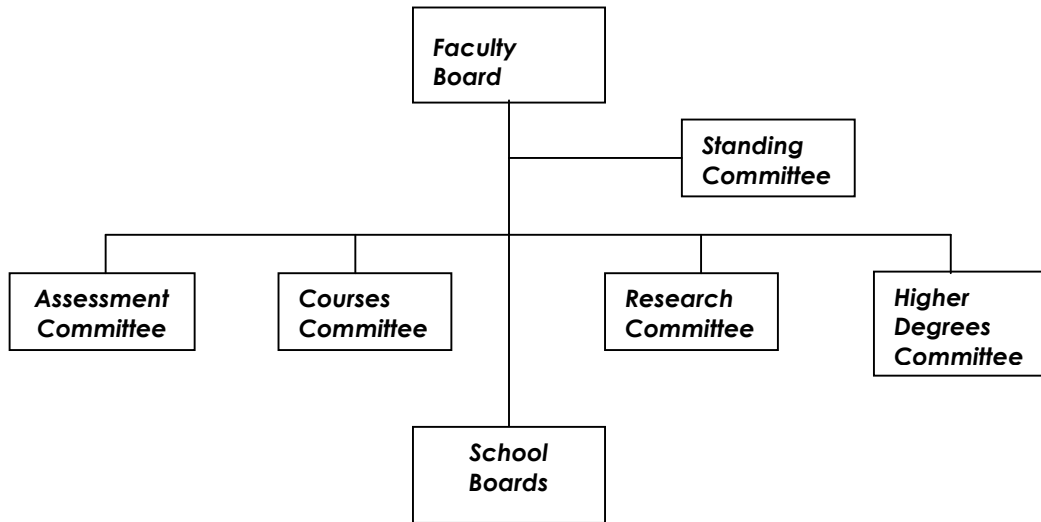 Faculty
Board
Standing
Committee
Assessment
Committee
Courses
Committee
Research
Committee
Higher
Degrees
Committee
School
Boards